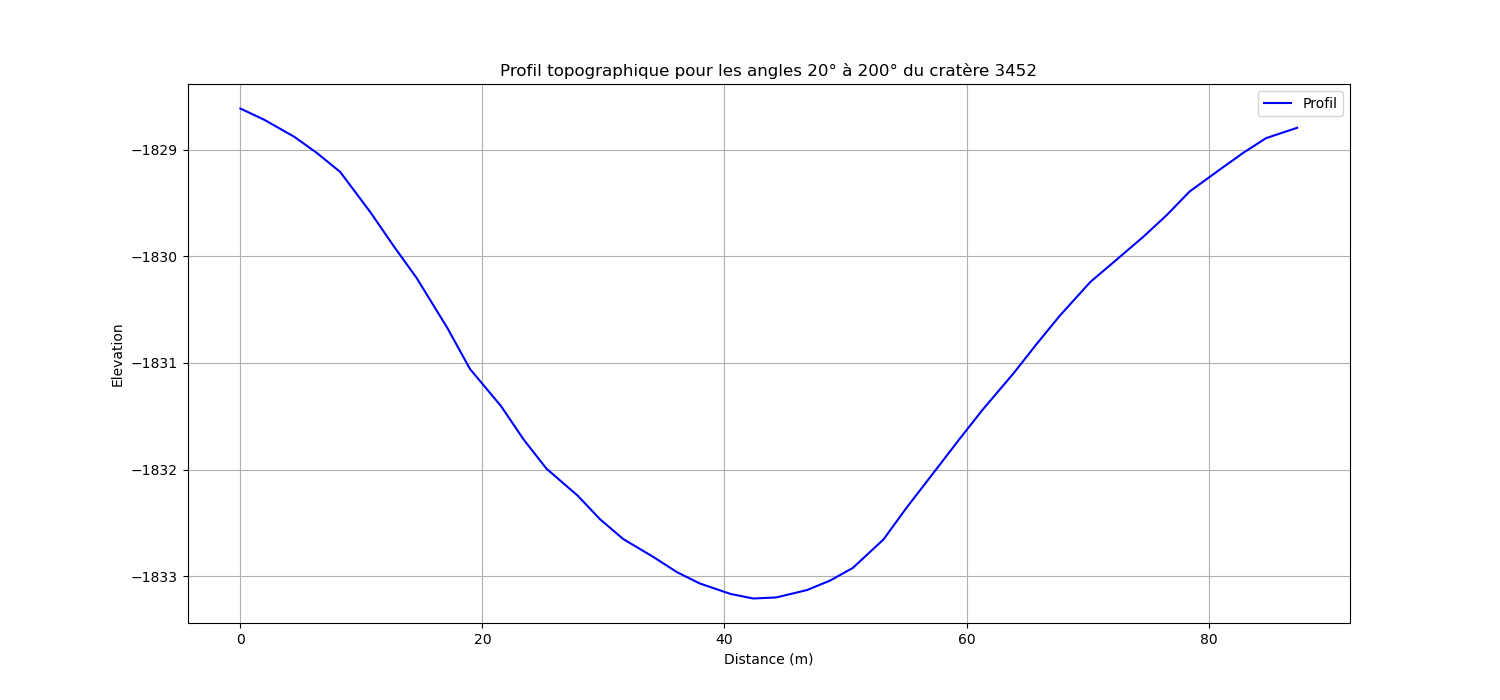 Profil topographique pour les angles 20° à 200° du cratère 3452
Profil
−1829
−1830
−1831
−1832
−1833
Elevation
0 20 40 60 80
Distance (m)